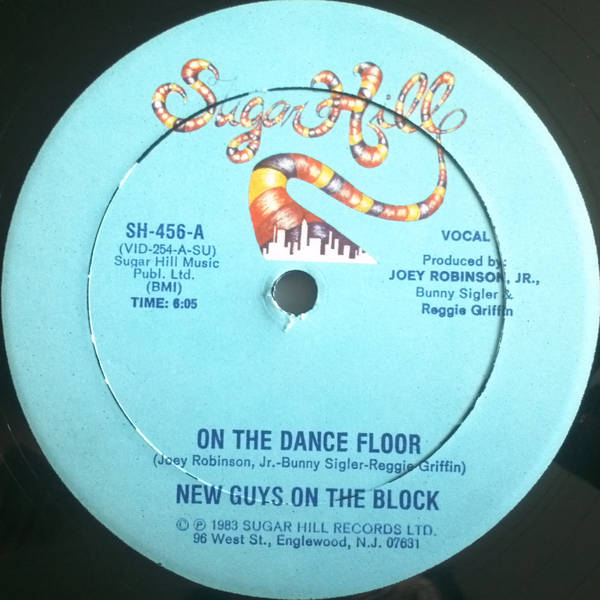 Sugar Hill
SH-456-A
(VID-254-A-SU)
Sugar Hill Music
Publ. Ltd.
(BMI)
TIME: 6:05
VOCAL
Produced by:
JOEY ROBINSON, JR.,
Bunny Sigler &
Reggie Griffin
ON THE DANCE FLOOR
(Joey Robinson, Jr.-Bunny Sigler-Reggie Griffin)
NEW GUYS ON THE BLOCK
© ℗ 1983 SUGAR HILL RECORDS LTD.
96 West St., Englewood, N.J. 07631